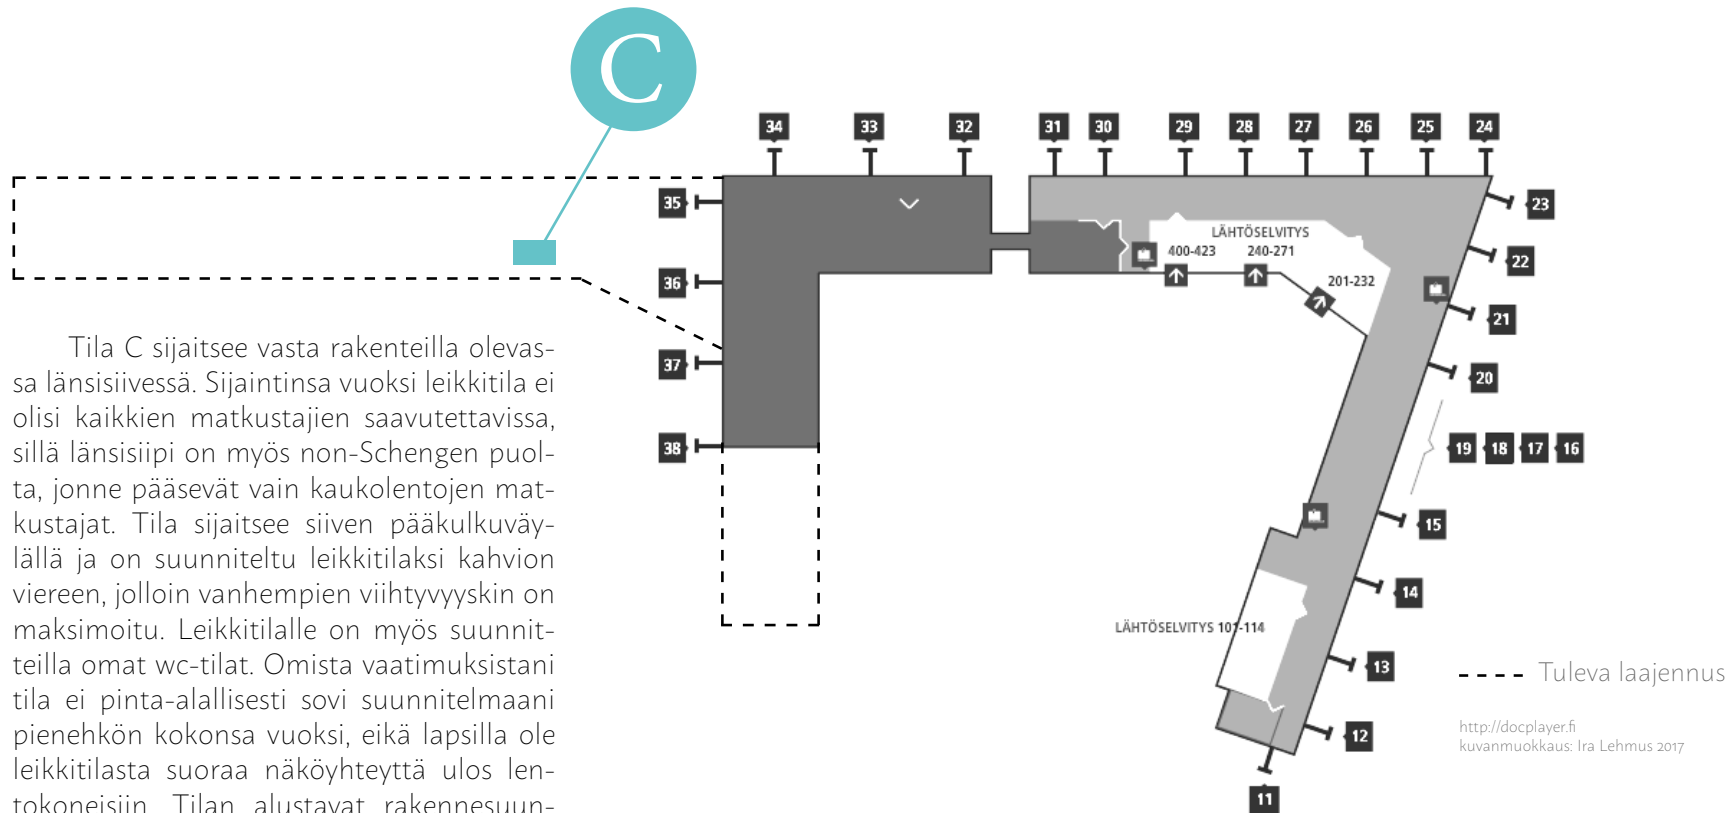 C
34 33 32 31 30 29 28 27 26 25 24
35
23
LÄHTÖSELVITYS
400-423 240-271
22
36
201-232
21
37
20
38
19 18 17 16
15
14
LÄHTÖSELVITYS 101-114
13
12
11
Tila C sijaitsee vasta rakenteilla olevas-
sa länsisiivessä. Sijaintinsa vuoksi leikkitila ei
olisi kaikkien matkustajien saavutettavissa,
sillä länsisiipi on myös non-Schengen puol-
ta, jonne pääsevät vain kaukolentojen mat-
kustajat. Tila sijaitsee siiven pääkulkuväy-
lällä ja on suunniteltu leikkitilaksi kahvion
viereen, jolloin vanhempien viihtyvyyskin on
maksimoitu. Leikkitilalle on myös suunnit-
teilla omat wc-tilat. Omista vaatimuksistani
tila ei pinta-alallisesti sovi suunnitelmaani
pienehkön kokonsa vuoksi, eikä lapsilla ole
leikkitilasta suoraa näköyhteyttä ulos len-
tokoneisiin. Tilan alustavat rakennesuun-
Tuleva laajennus
http://docplayer.fi
kuvanmuokkaus: Ira Lehmus 2017